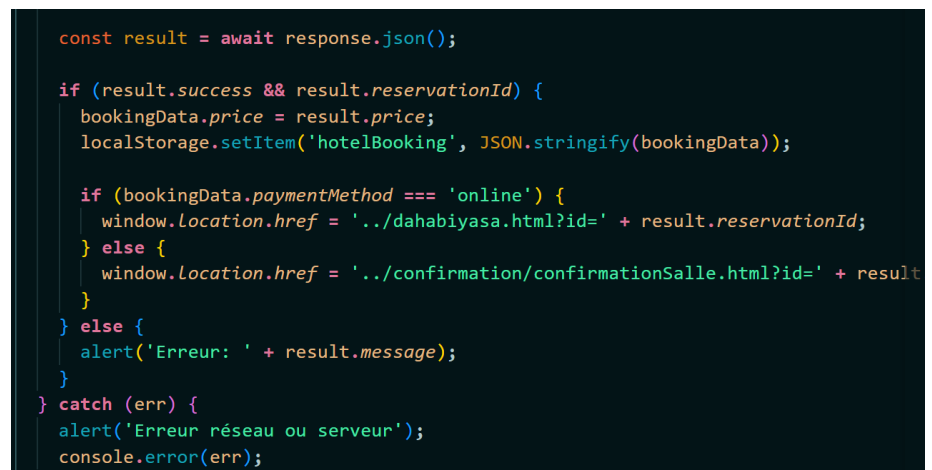 const result = await response.json();
if (result.success && result.reservationId) {
bookingData.price = result.price;
localStorage.setItem('hotelBooking', JSON.stringify(bookingData));
if (bookingData.paymentMethod === 'online') {
window.location.href = '../dahabiyasa.html?id=' + result.reservationId;
} else {
window.location.href = '../confirmation/confirmationSalle.html?id=' + result
}
} else {
alert('Erreur: ' + result.message);
}
} catch (err) {
alert('Erreur réseau ou serveur');
console.error(err);